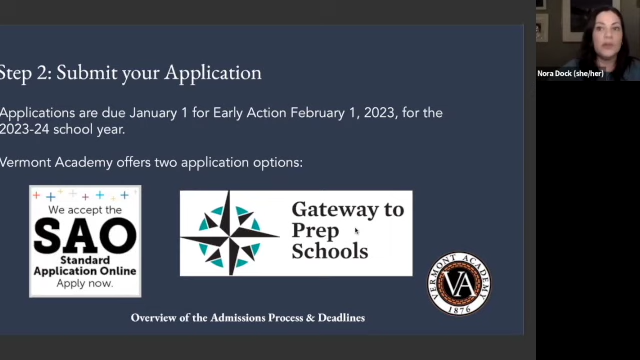 Step 2: Submit your Application
Applications are due January 1 for Early Action February 1, 2023, for the
2023-24 school year.
Vermont Academy offers two application options:
We accept the
SAO
Standard
Application Online
Apply now.
Gateway to
Prep
Schools
VERMONT ACADEMY
VA
1876
Overview of the Admissions Process & Deadlines
Nora Dock (she/her)